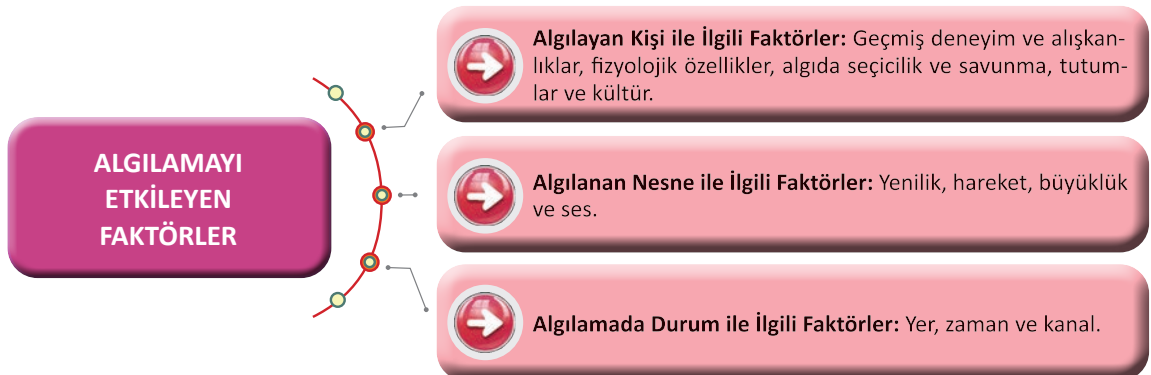 ALGILAMAYI
ETKİLEYEN
FAKTÖRLER
Algılayan Kişi ile İlgili Faktörler: Geçmiş deneyim ve alışkan-
lıklar, fizyolojik özellikler, algıda seçicilik ve savunma, tutum-
lar ve kültür.
Algılanan Nesne ile İlgili Faktörler: Yenilik, hareket, büyüklük
ve ses.
Algılamada Durum ile İlgili Faktörler: Yer, zaman ve kanal.